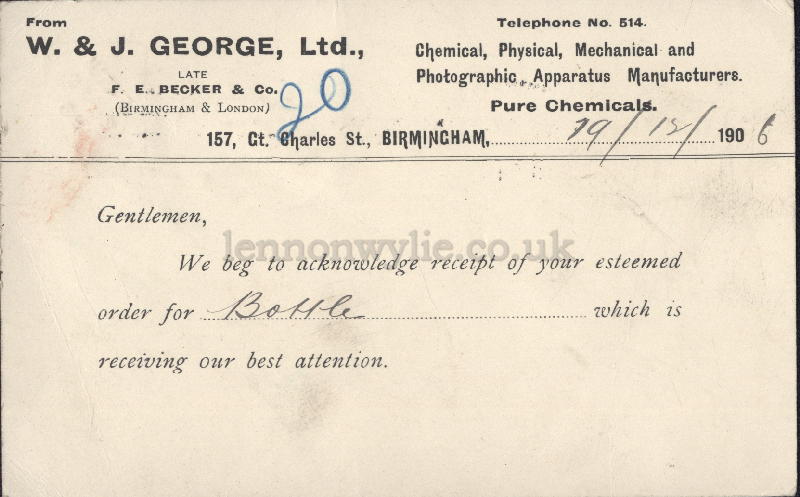 From
W. & J. GEORGE, Ltd.,
LATE
F. E. BECKER & Co.
(BIRMINGHAM & LONDON)
20
Telephone No. 514.
Chemical, Physical, Mechanical and
Photographic Apparatus Manufacturers.
Pure Chemicals.
157, Gt. Charles St., BIRMINGHAM, 19/12/1906
Gentlemen,
lennonwylie.co.uk
We beg to acknowledge receipt of your esteemed
order for Bottle which is
receiving our best attention.